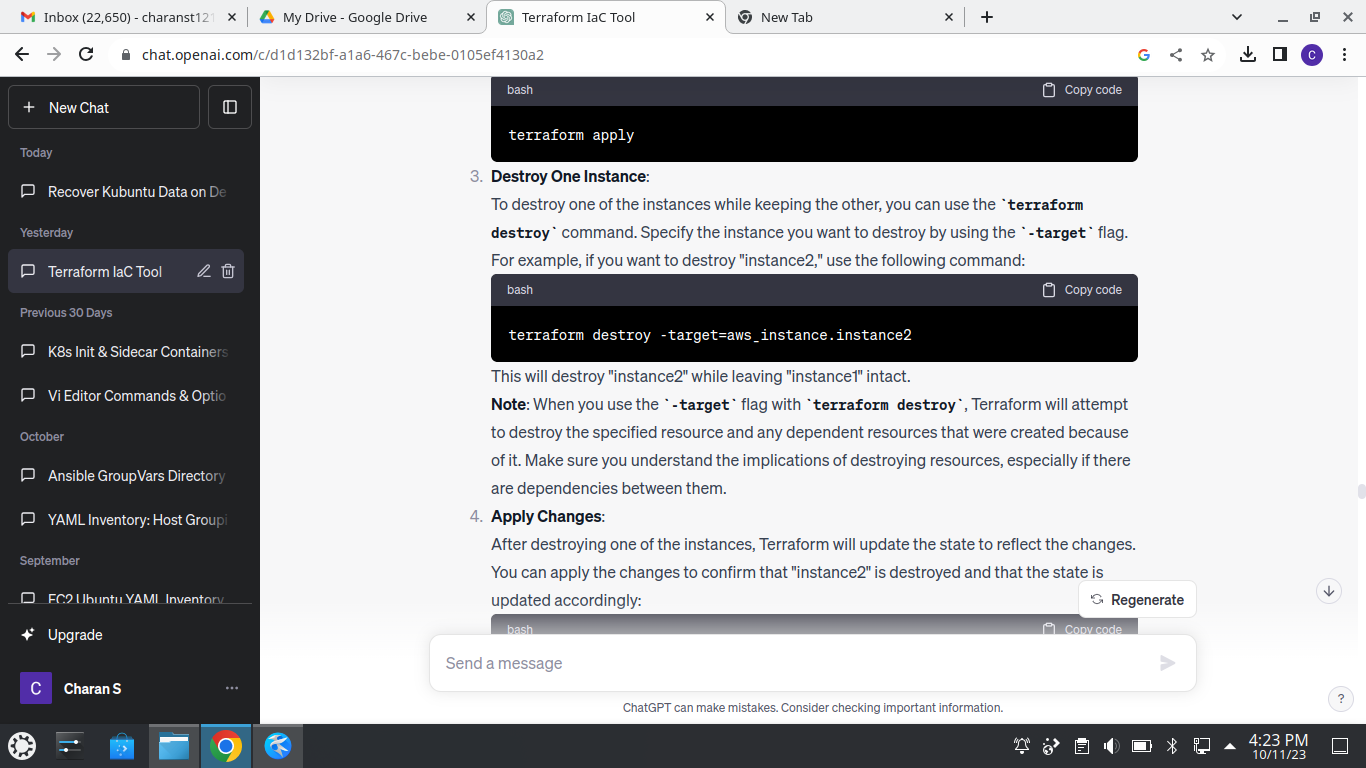 Inbox (22,650) - charanst121
My Drive - Google Drive
Terraform IaC Tool
New Tab
chat.openai.com/c/d1d132bf-a1a6-467c-bebe-0105ef4130a2
G
C
New Chat
Today
Recover Kubuntu Data on De
Yesterday
Terraform IaC Tool
Previous 30 Days
K8s Init & Sidecar Containers
Vi Editor Commands & Optio
October
Ansible GroupVars Directory
YAML Inventory: Host Groupi
September
EC2 Ubuntu YAML Inventory
Upgrade
C
Charan S
bash
Copy code
terraform apply
3. Destroy One Instance:
To destroy one of the instances while keeping the other, you can use the `terraform
destroy` command. Specify the instance you want to destroy by using the `-target` flag.
For example, if you want to destroy "instance2," use the following command:
bash
Copy code
terraform destroy -target=aws_instance.instance2
This will destroy "instance2" while leaving "instance1" intact.
Note: When you use the `-target` flag with `terraform destroy`, Terraform will attempt
to destroy the specified resource and any dependent resources that were created because
of it. Make sure you understand the implications of destroying resources, especially if there
are dependencies between them.
4. Apply Changes:
After destroying one of the instances, Terraform will update the state to reflect the changes.
You can apply the changes to confirm that "instance2" is destroyed and that the state is
updated accordingly:
Regenerate
bash
Copy code
Send a message
ChatGPT can make mistakes. Consider checking important information.
?
4:23 PM
10/11/23